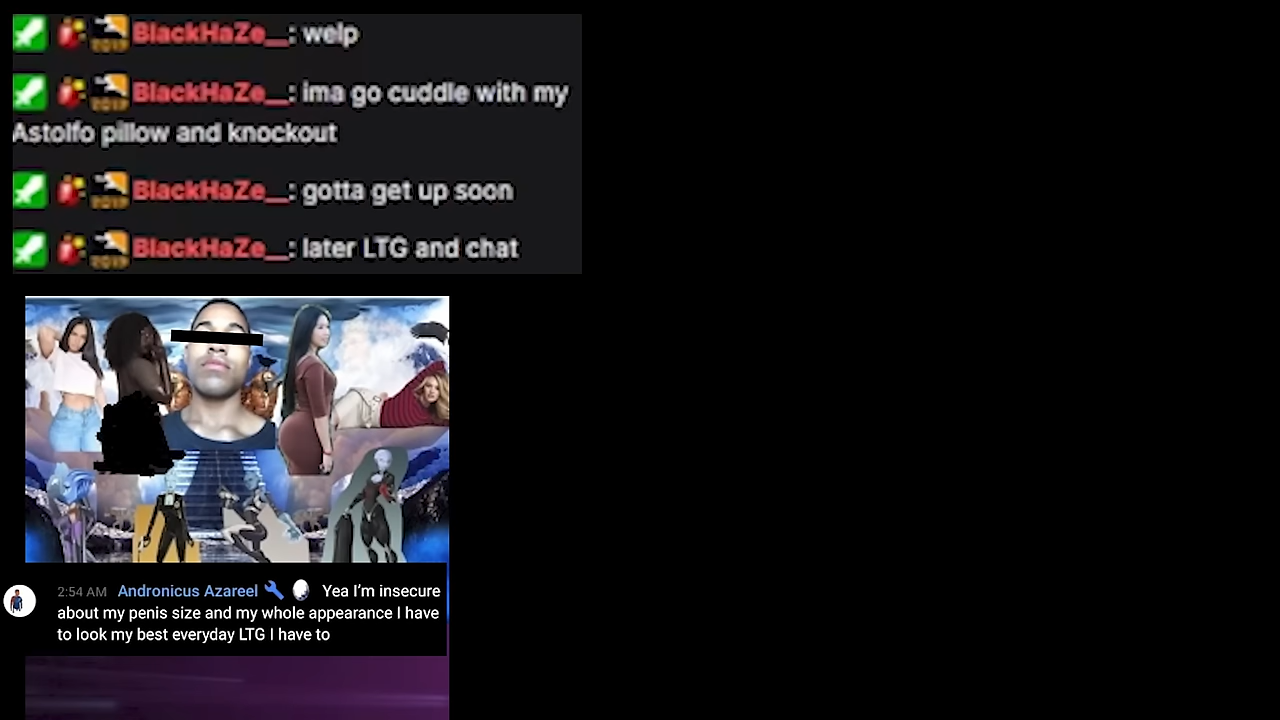 BlackHaZe__: welp
BlackHaZe__: ima go cuddle with my
Astolfo pillow and knockout
BlackHaZe__: gotta get up soon
BlackHaZe__: later LTG and chat
2:54 AM Andronicus Azareel Yea I'm insecure
about my penis size and my whole appearance I have
to look my best everyday LTG I have to